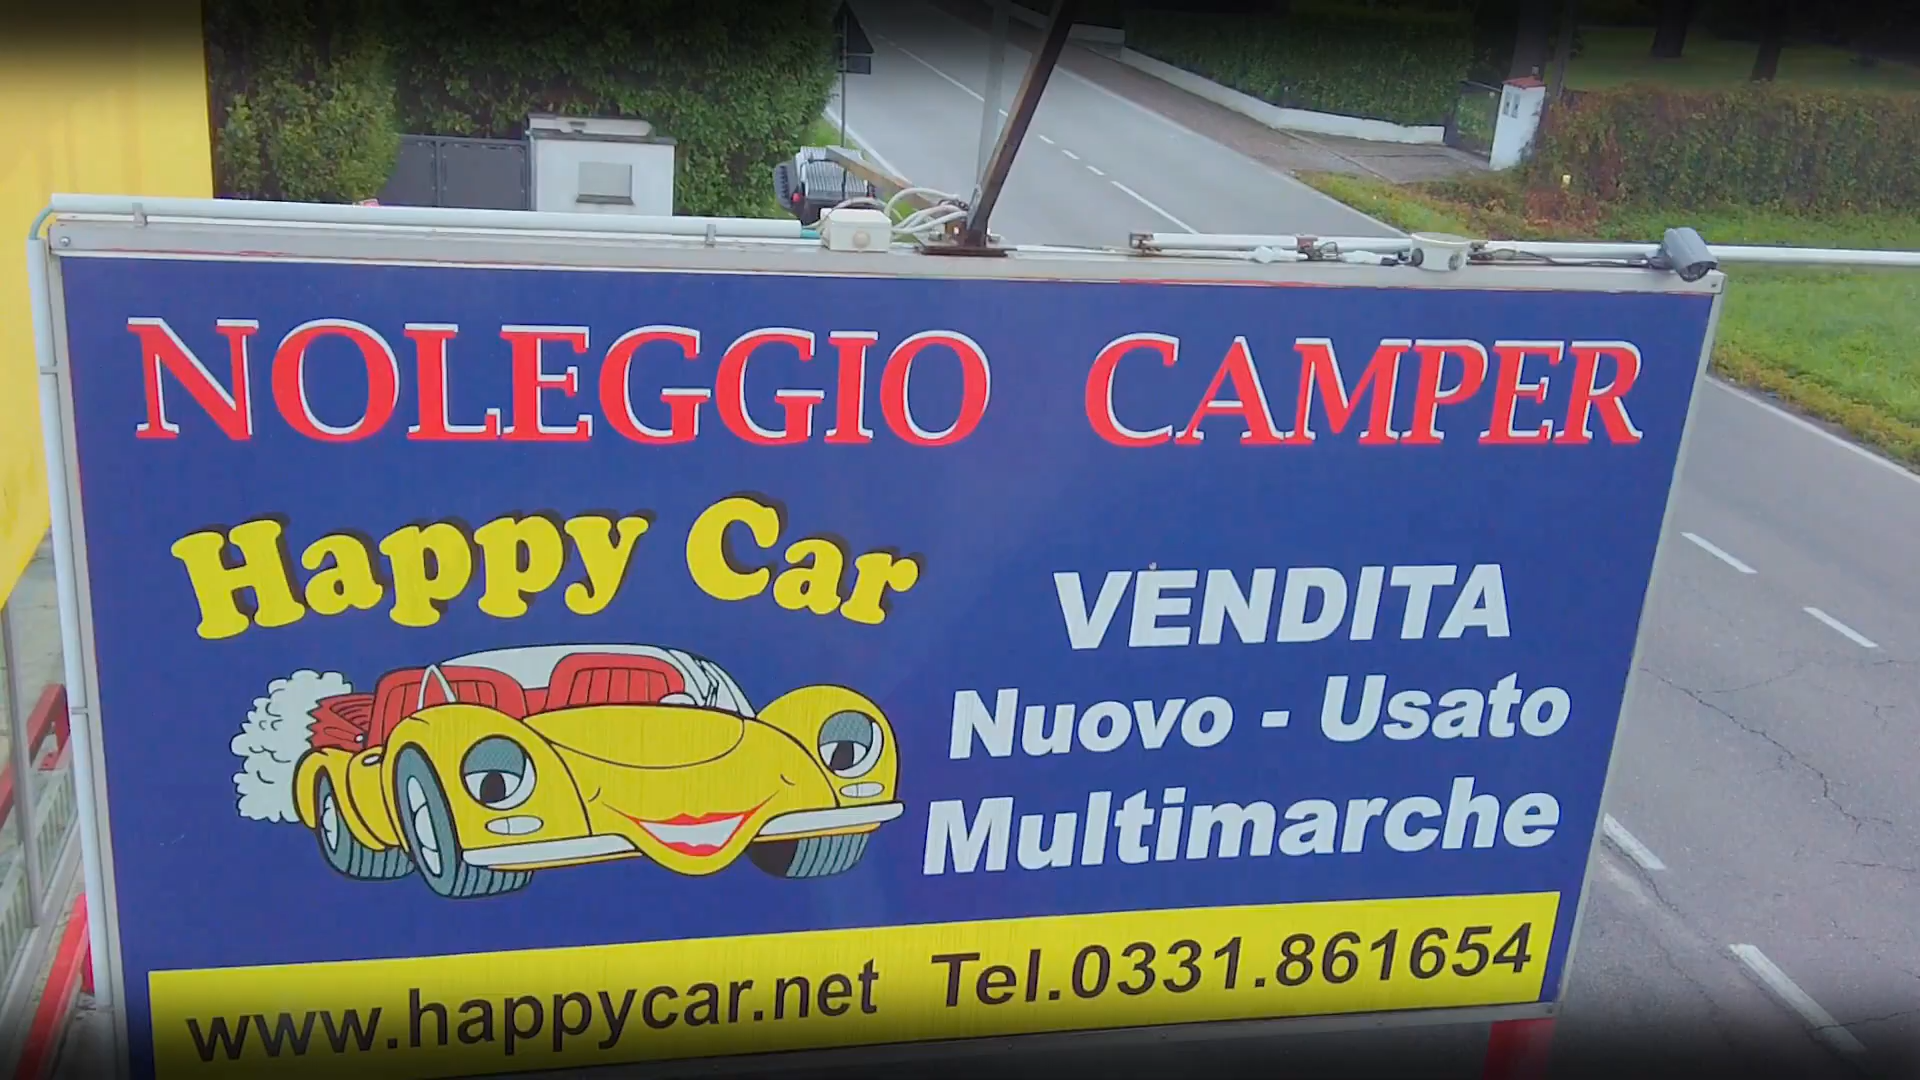 NOLEGGIO CAMPER
Happy Car
VENDITA
Nuovo - Usato
Multimarche
www.happycar.net Tel.0331.861654